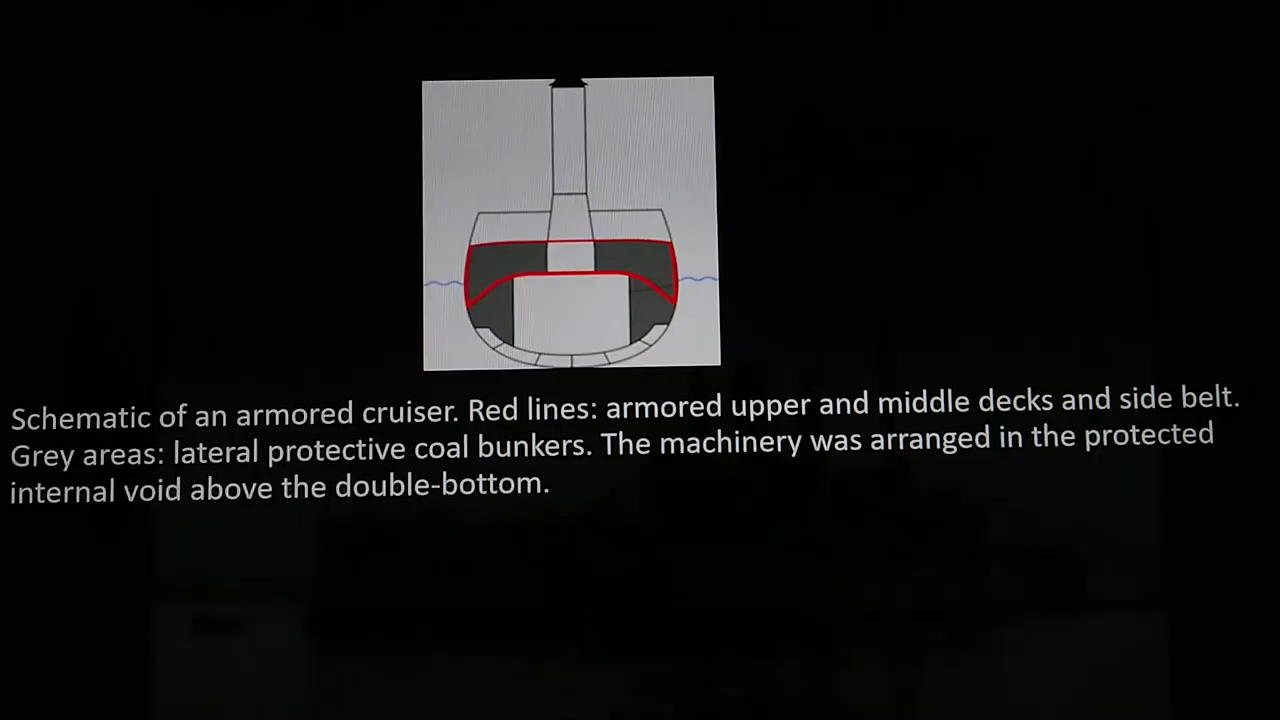 Schematic of an armored cruiser. Red lines: armored upper and middle decks and side belt.
Grey areas: lateral protective coal bunkers. The machinery was arranged in the protected
internal void above the double-bottom.